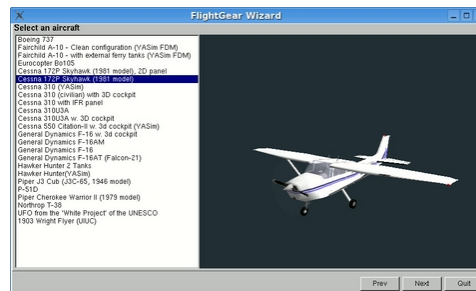 FlightGear Wizard
Select an aircraft
Boeing 737
Fairchild A-10 - Clean configuration (YASim FDM)
Fairchild A-10 - with external ferry tanks (YASim FDM)
Eurocopter Bo105
Cessna 172P Skyhawk (1981 model), 2D panel
Cessna 172P Skyhawk (1981 model)
Cessna 310 (YASim)
Cessna 310 (civilian) with 3D cockpit
Cessna 310 with IFR panel
Cessna 310U3A
Cessna 310U3A w. 3D cockpit
Cessna 550 Citation-II w. 3d cockpit (YASim)
General Dynamics F-16 w. 3d cockpit
General Dynamics F-16AM
General Dynamics F-16
General Dynamics F-16AT (Falcon-21)
Hawker Hunter 2 Tanks
Hawker Hunter(YASim)
Piper J3 Cub (J3C-65, 1946 model)
P-51D
Piper Cherokee Warrior II (1979 model)
Northrop T-38
UFO from the 'White Project' of the UNESCO
1903 Wright Flyer (UIUC)
Prev Next Quit